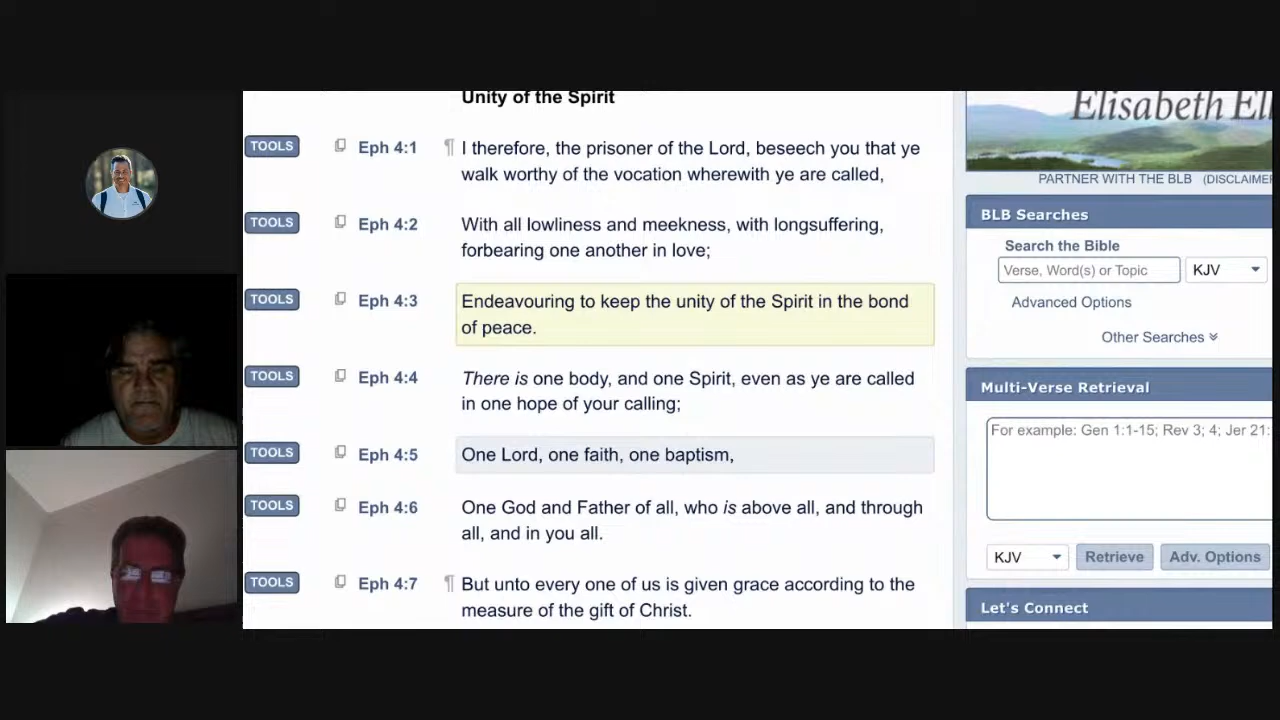 Unity of the Spirit
TOOLS Eph 4:1 ¶ I therefore, the prisoner of the Lord, beseech you that ye
walk worthy of the vocation wherewith ye are called,
TOOLS Eph 4:2 With all lowliness and meekness, with longsuffering,
forbearing one another in love;
TOOLS Eph 4:3 Endeavouring to keep the unity of the Spirit in the bond
of peace.
TOOLS Eph 4:4 There is one body, and one Spirit, even as ye are called
in one hope of your calling;
TOOLS Eph 4:5 One Lord, one faith, one baptism,
TOOLS Eph 4:6 One God and Father of all, who is above all, and through
all, and in you all.
TOOLS Eph 4:7 ¶ But unto every one of us is given grace according to the
measure of the gift of Christ.
Elisabeth
PARTNER WITH THE BLB (DISCLAIMER
BLB Searches
Search the Bible
Verse, Word(s) or Topic KJV
Advanced Options
Other Searches
Multi-Verse Retrieval
For example: Gen 1:1-15; Rev 3; 4; Jer 21:
KJV Retrieve Adv. Options
Let's Connect